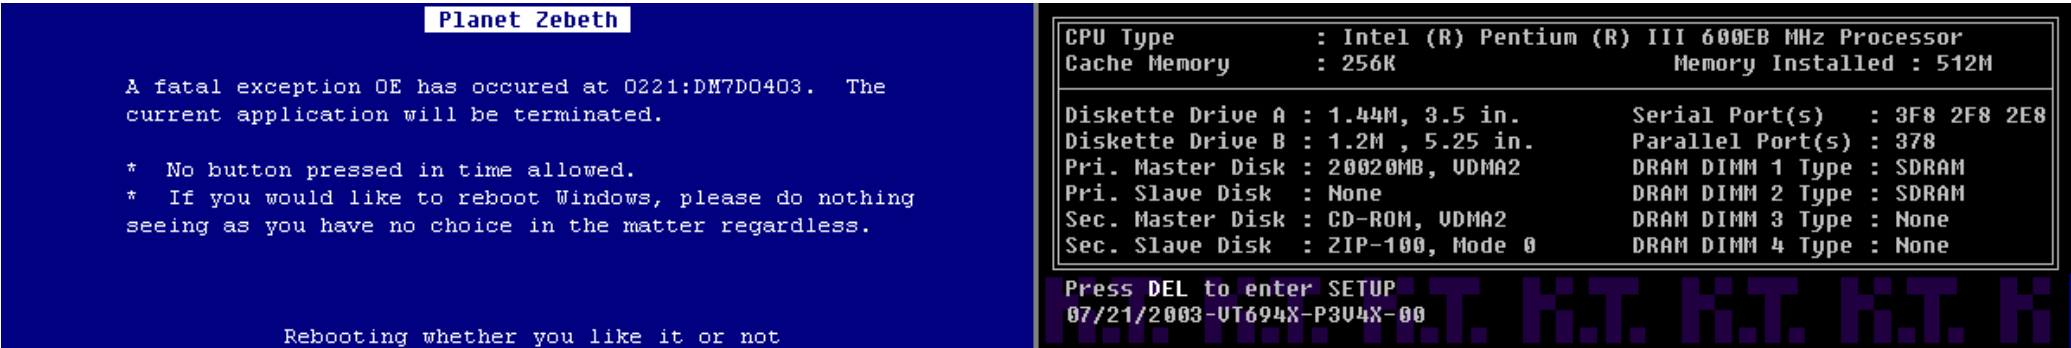 Planet Zebeth
A fatal exception OE has occured at 0221:DM7D0403.  The
current application will be terminated.
*  No button pressed in time allowed.
*  If you would like to reboot Windows, please do nothing
seeing as you have no choice in the matter regardless.
Rebooting whether you like it or not
CPU Type : Intel (R) Pentium (R) III 600EB MHz Processor
Cache Memory : 256K Memory Installed : 512M
Diskette Drive A : 1.44M, 3.5 in. Serial Port(s) : 3F8 2F8 2E8
Diskette Drive B : 1.2M , 5.25 in. Parallel Port(s) : 378
Pri. Master Disk : 20020MB, VDMA2 DRAM DIMM 1 Type : SDRAM
Pri. Slave Disk : None DRAM DIMM 2 Type : SDRAM
Sec. Master Disk : CD-ROM, VDMA2 DRAM DIMM 3 Type : None
Sec. Slave Disk : ZIP-100, Mode 0 DRAM DIMM 4 Type : None
Press DEL to enter SETUP
07/21/2003-VT694X-P3V4X-00
K.T. K.T. K.T. K.T. K.T. K.T. K